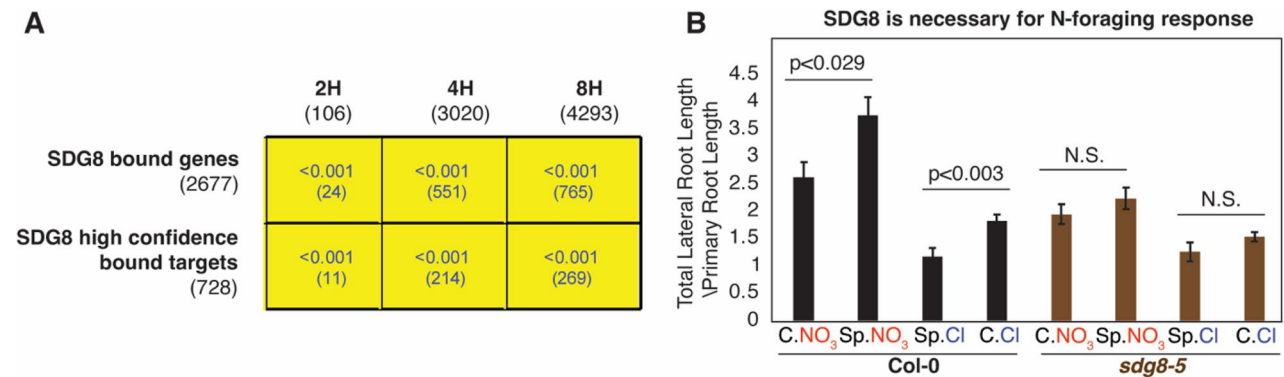 A
2H
4H
8H
(106)
(3020)
(4293)
SDG8 bound genes
(2677)
<0.001
(24)
<0.001
(551)
<0.001
(765)
SDG8 high confidence
bound targets
(728)
<0.001
(11)
<0.001
(214)
<0.001
(269)
B
SDG8 is necessary for N-foraging response
Total Lateral Root Length
\Primary Root Length
4.5
4
3.5
3
2.5
2
1.5
1
0.5
0
p<0.029
p<0.003
N.S.
N.S.
C.NO3 Sp.NO3 Sp.Cl C.Cl
C.NO3 Sp.NO3 Sp.Cl C.Cl
Col-0
sdg8-5